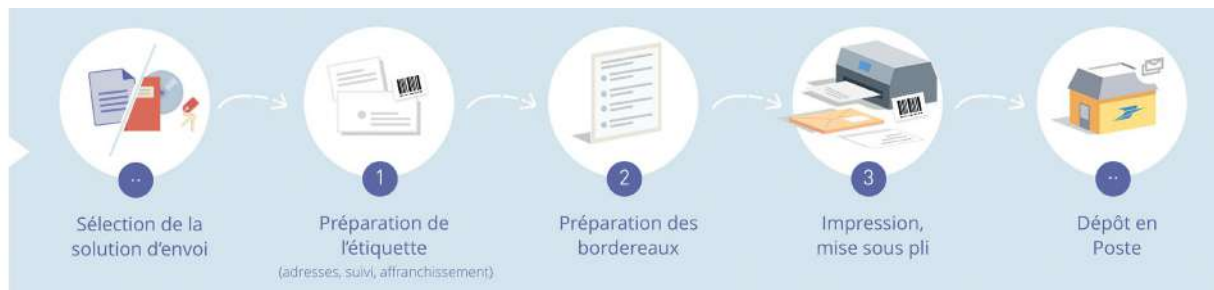 ..
Sélection de la
solution d'envoi
1
Préparation de
l'étiquette
(adresses, suivi, affranchissement)
2
Préparation des
bordereaux
3
Impression,
mise sous pli
..
Dépôt en
Poste